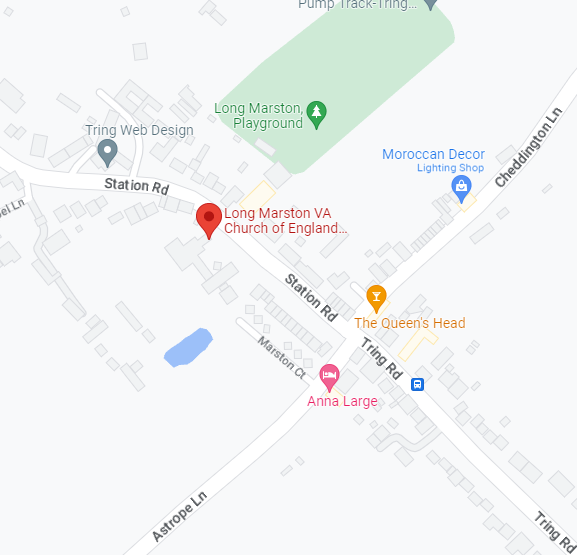 Pump Track-Tring...
Long Marston,
Playground
Tring Web Design
Moroccan Decor
Lighting Shop
Cheddington Ln
Station Rd
Long Marston VA
Church of England...
Station Rd
The Queen's Head
Tring Rd
Marston Ct
Anna Large
Astrope Ln
Tring Rd